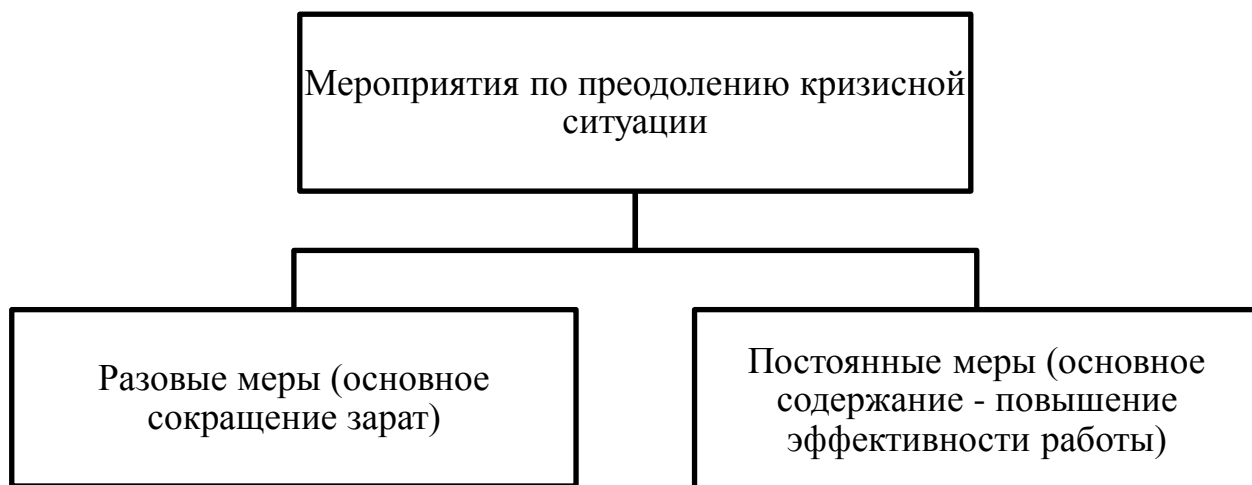 Мероприятия по преодолению кризисной
ситуации
Разовые меры (основное
сокращение зарат)
Постоянные меры (основное
содержание - повышение
эффективности работы)